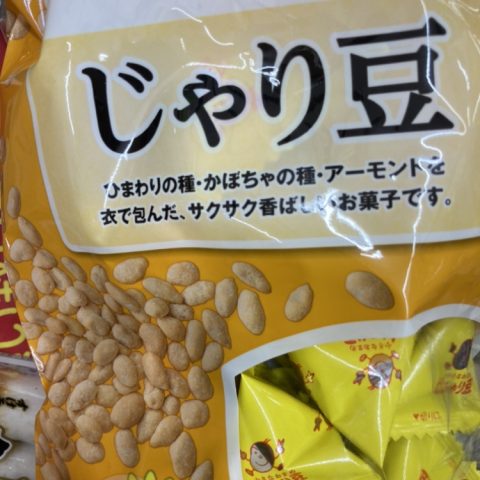 じゃり豆
ひまわりの種・かぼちゃの種・アーモンドを
衣で包んだ、サクサク香ばしいお菓子です。